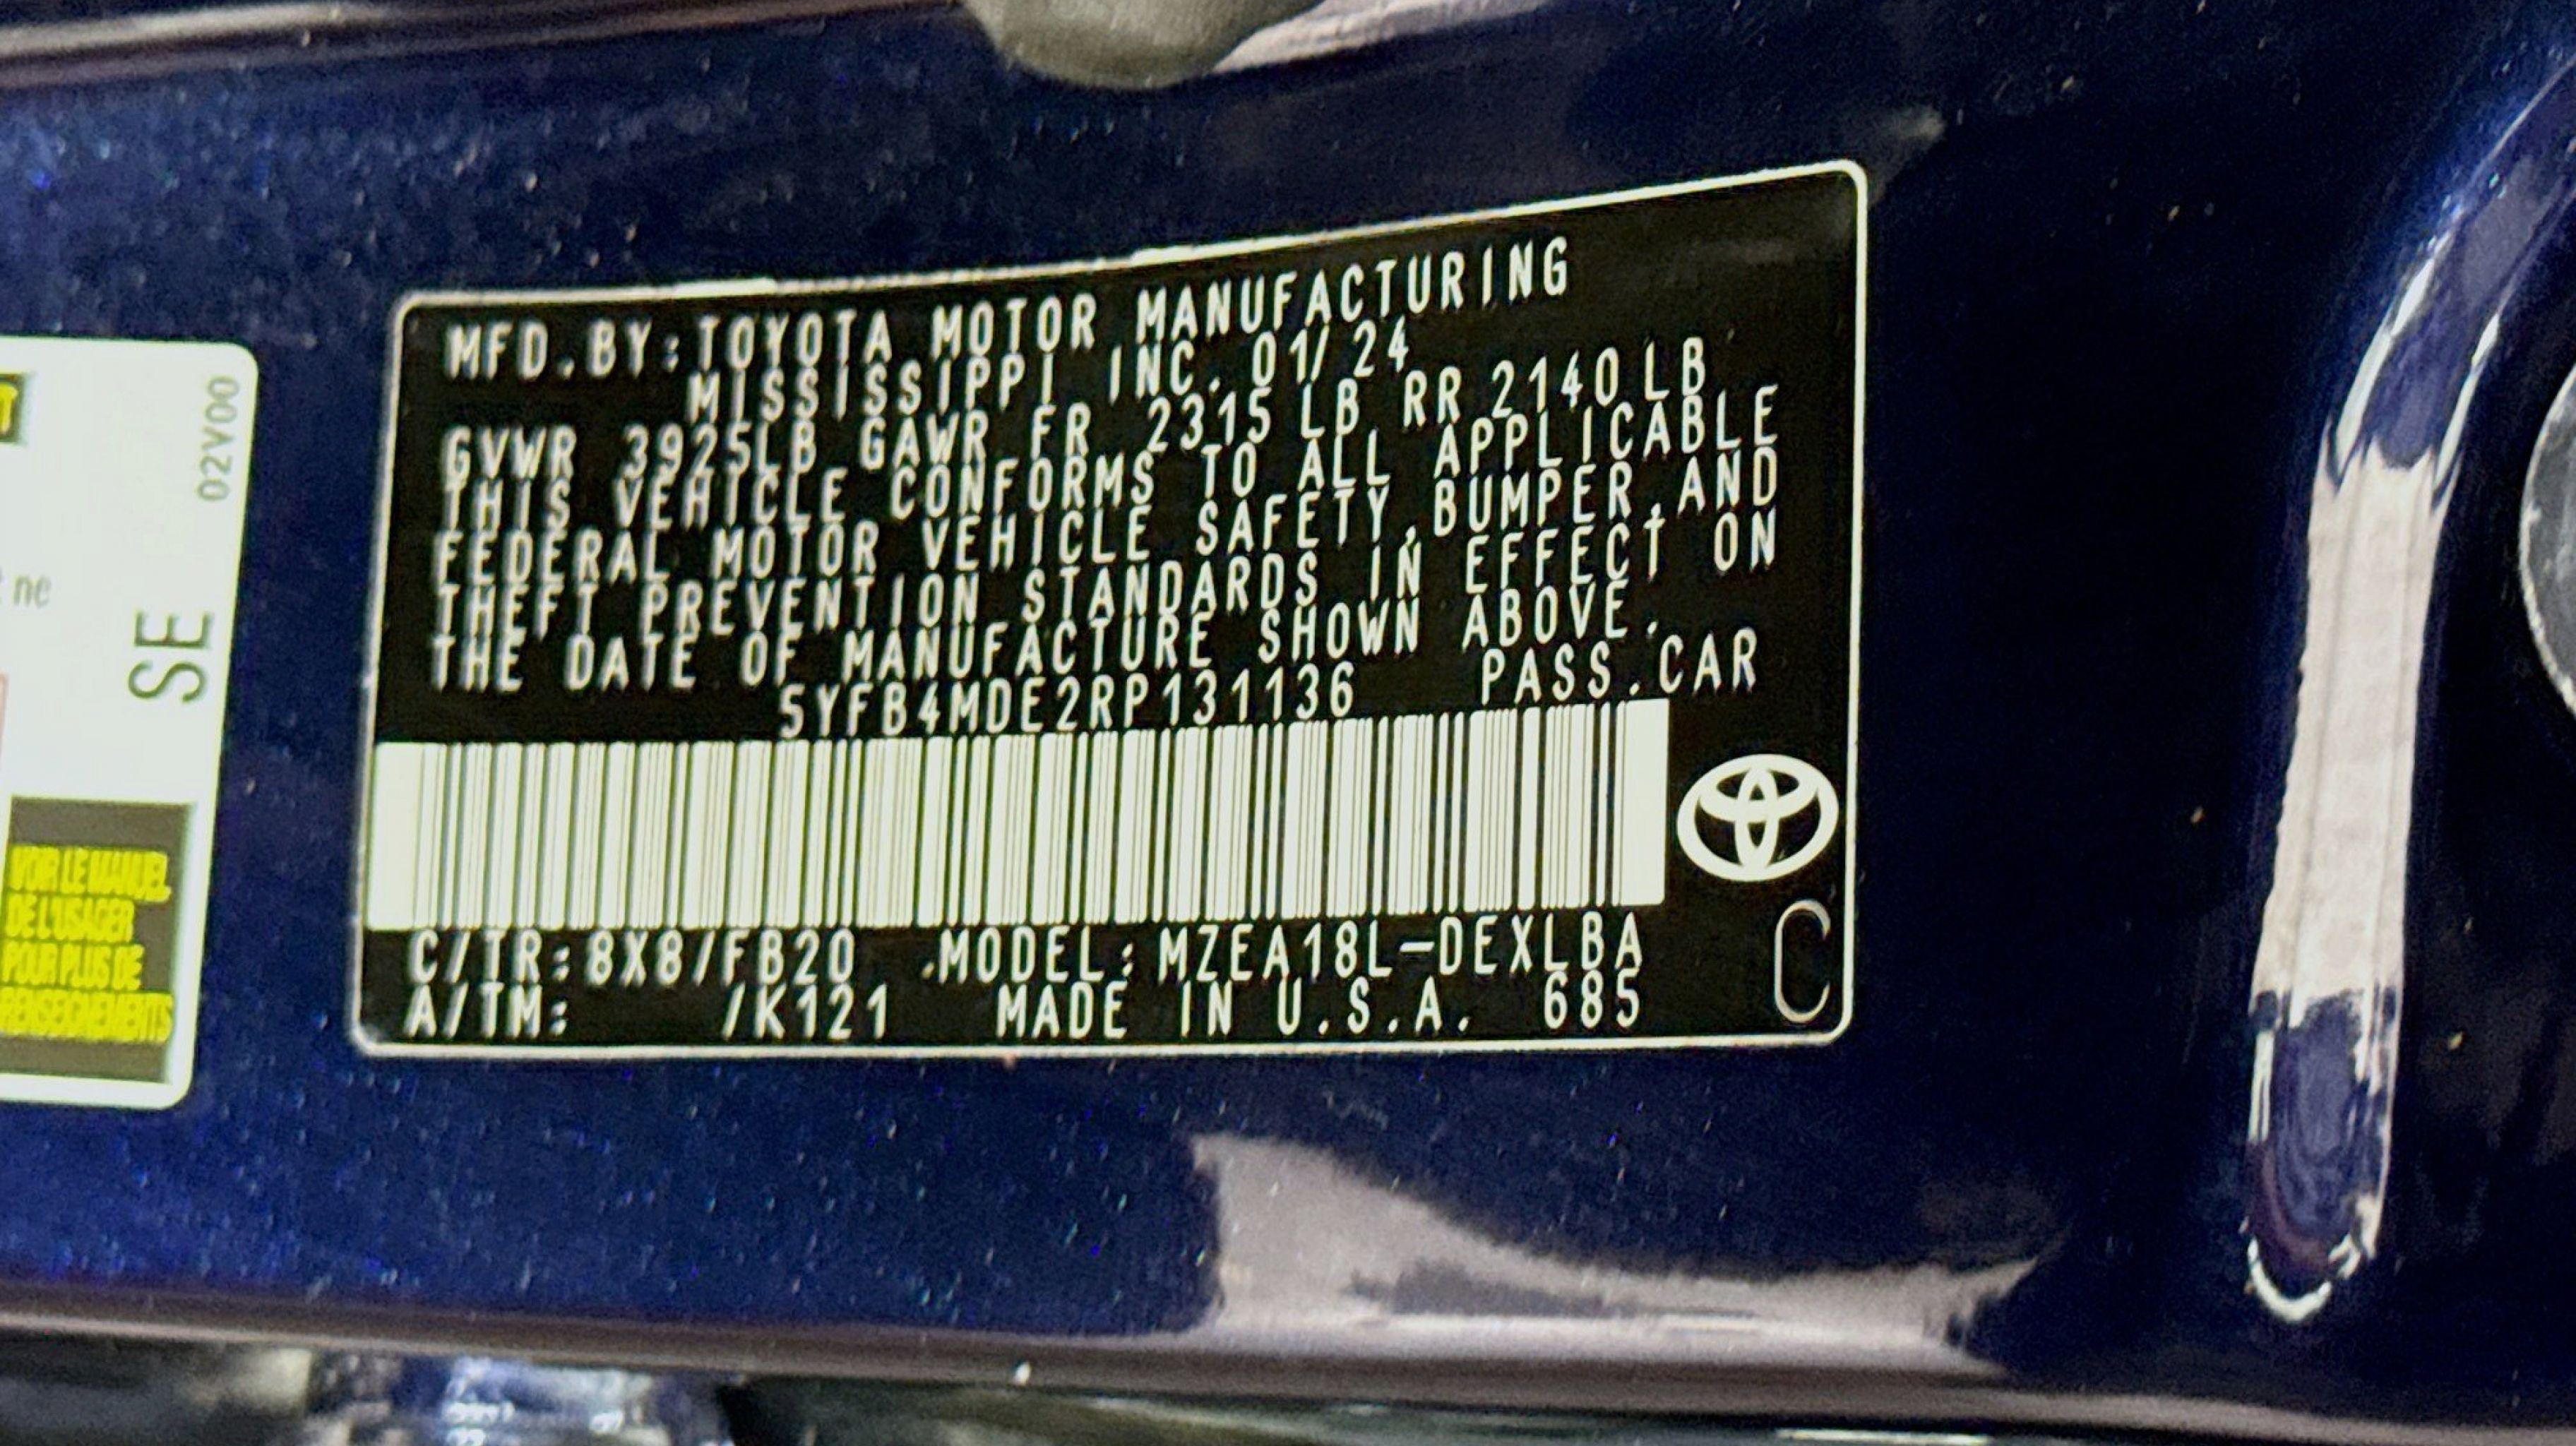 MFD.BY:TOYOTA MOTOR MANUFACTURING
MISSISSIPPI INC. 01/24
GVWR 3925LB GAWR FR 2315 LB RR 2140 LB
THIS VEHICLE CONFORMS TO ALL APPLICABLE
FEDERAL MOTOR VEHICLE SAFETY,BUMPER,AND
THEFT PREVENTION STANDARDS IN EFFECT ON
THE DATE OF MANUFACTURE SHOWN ABOVE.
5YFB4MDE2RP131136 PASS.CAR
C/TR:8X8/FB20 MODEL:MZEA18L-DEXLBA
A/TM: /K121 MADE IN U.S.A. 685
C
02V00
SE
ne
VOIR LE MANUEL
DE L'USAGER
POUR PLUS DE
RENSEIGNEMENTS